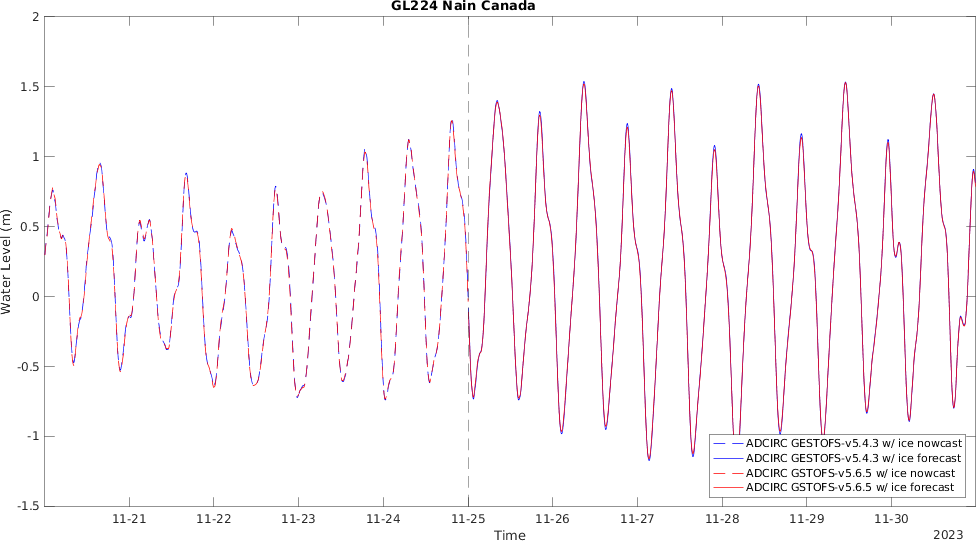 GL224 Nain Canada
2
1.5
1
0.5
0
-0.5
-1
-1.5
Water Level (m)
11-21
11-22
11-23
11-24
11-25
11-26
11-27
11-28
11-29
11-30
Time
2023
ADCIRC GESTOFS-v5.4.3 w/ ice nowcast
ADCIRC GESTOFS-v5.4.3 w/ ice forecast
ADCIRC GSTOFS-v5.6.5 w/ ice nowcast
ADCIRC GSTOFS-v5.6.5 w/ ice forecast